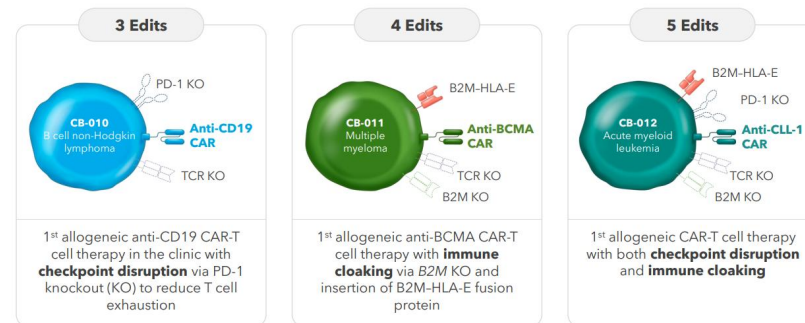 3 Edits
PD-1 KO
CB-010
B cell non-Hodgkin
lymphoma
Anti-CD19
CAR
TCR KO
1st allogeneic anti-CD19 CAR-T
cell therapy in the clinic with
checkpoint disruption via PD-1
knockout (KO) to reduce T cell
exhaustion
4 Edits
B2M–HLA-E
CB-011
Multiple
myeloma
Anti-BCMA
CAR
TCR KO
B2M KO
1st allogeneic anti-BCMA CAR-T
cell therapy with immune
cloaking via B2M KO and
insertion of B2M–HLA-E fusion
protein
5 Edits
B2M–HLA-E
PD-1 KO
CB-012
Acute myeloid
leukemia
Anti-CLL-1
CAR
TCR KO
B2M KO
1st allogeneic CAR-T cell therapy
with both checkpoint disruption
and immune cloaking